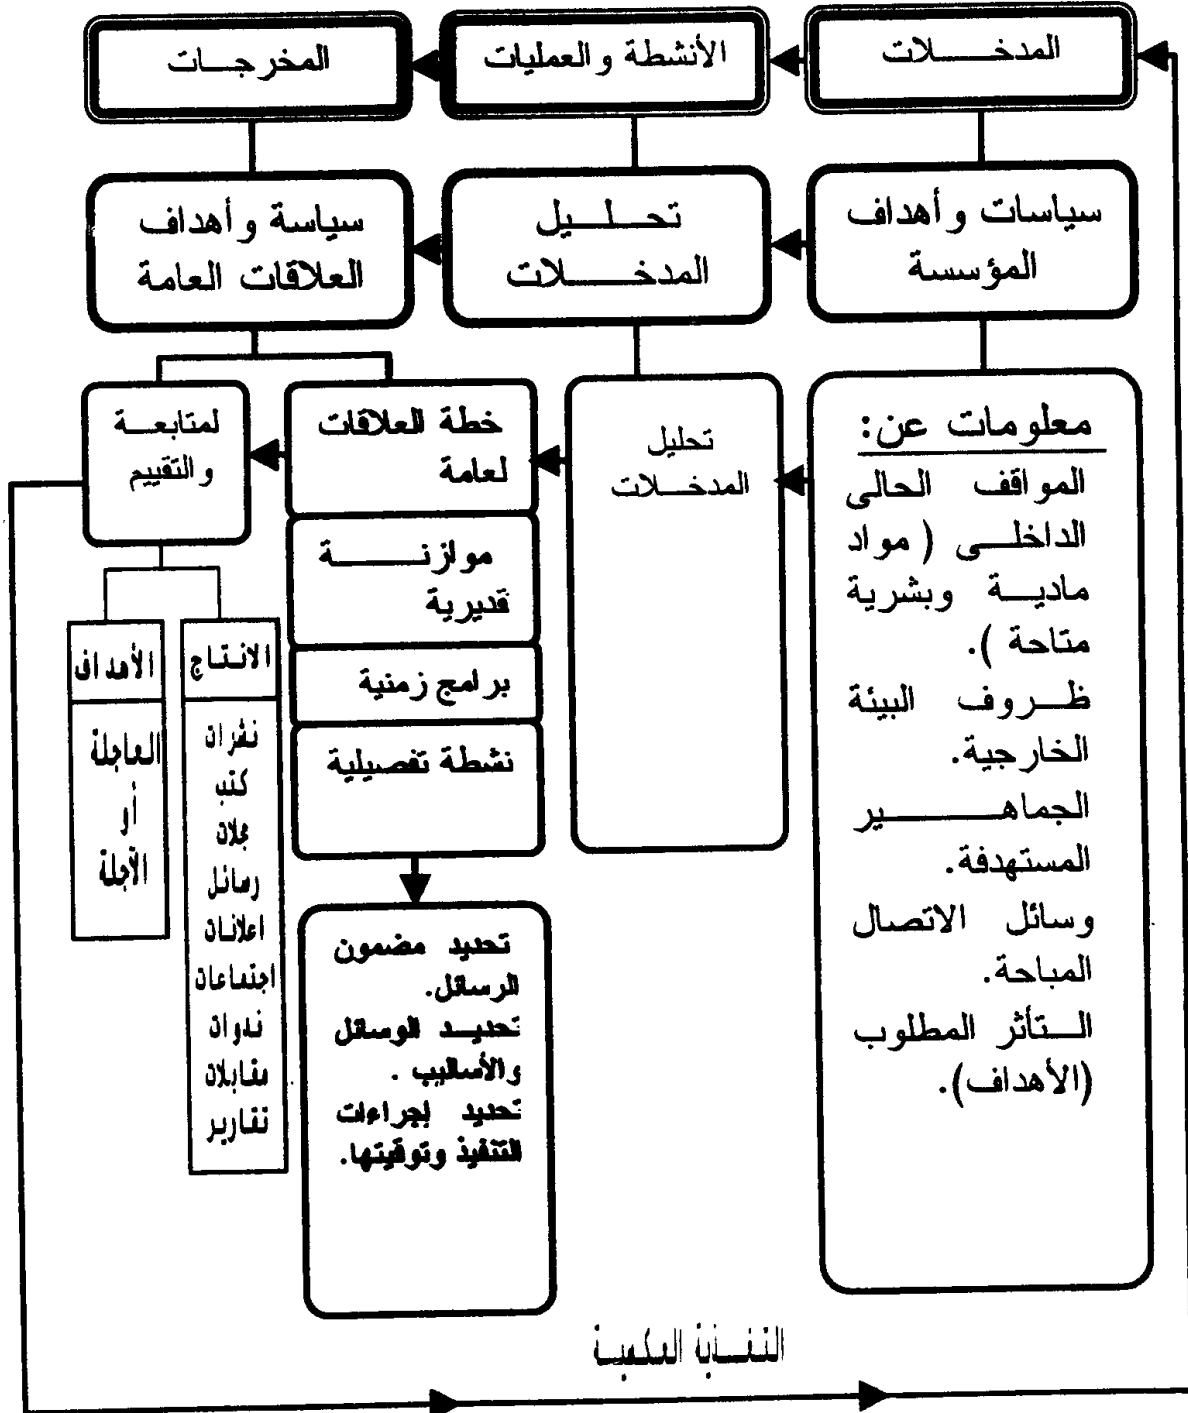 المدخلات
الأنشطة والعمليات
المخرجات
سياسات وأهداف
المؤسسة
تحليل
المدخلات
سياسة وأهداف
العلاقات العامة
معلومات عن:
المواقف الحالى
الداخلى (مواد
مادية وبشرية
متاحة).
ظروف البيئة
الخارجية.
الجماهير
المستهدفة.
وسائل الاتصال
المباحة.
التأثر المطلوب
(الأهداف).
تحليل
المدخلات
خطة العلاقات
لعامة
موازنة
قديرية
برامج زمنية
نشطة تفصيلية
تحديد مضمون
الرسائل.
تحديد الوسائل
والأساليب .
تحديد إجراءات
التنفيذ وتوقيتها.
لمتابعة
والتقييم
الانتاج
نشرات
كتب
مجلات
رسائل
اعلانات
اجتماعات
ندوات
مقابلات
تقارير
الأهداف
العاجلة
أو
الآجلة
التغذية العكسية